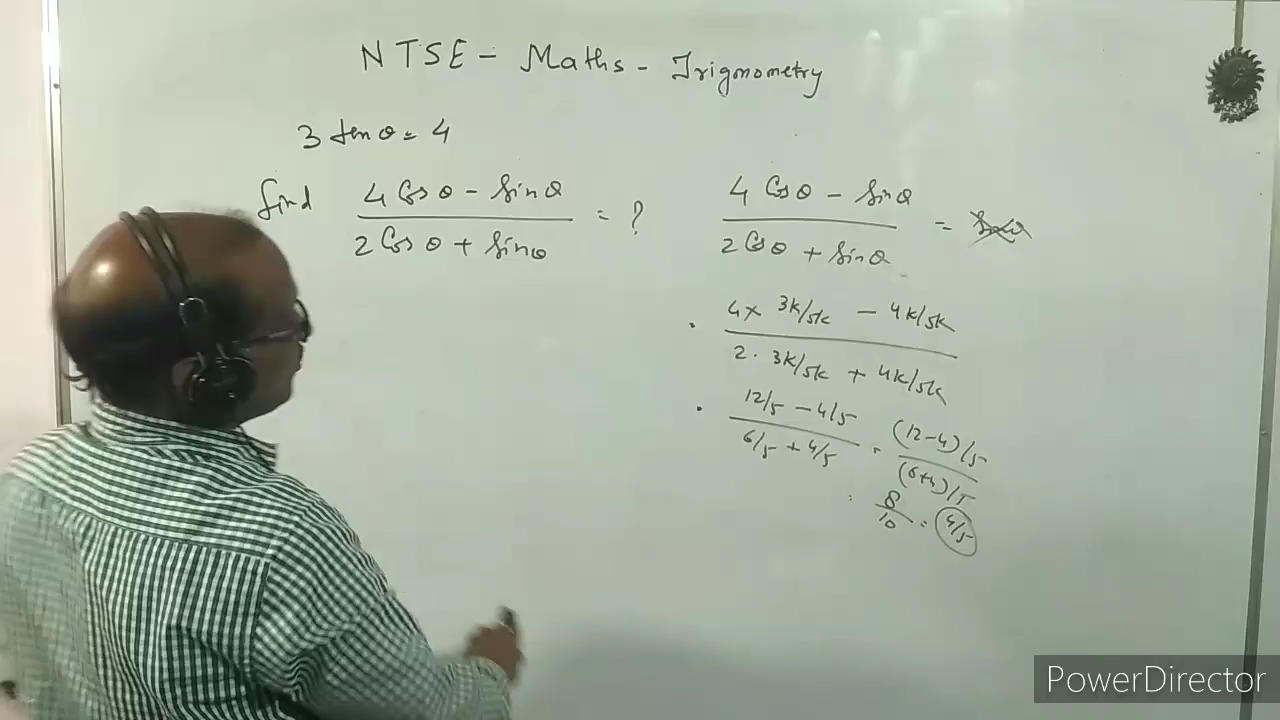 NTSE - Maths - Trignometry
3 tan θ = 4
find (4 Cos θ - Sin θ) / (2 Cos θ + Sin θ) = ?
(4 Cos θ - Sin θ) / (2 Cos θ + Sin θ) =
(4 x 3k/5k - 4k/5k) / (2 . 3k/5k + 4k/5k)
(12/5 - 4/5) / (6/5 + 4/5) = ((12-4)/5) / ((6+4)/5)
= 8/10 = 4/5
PowerDirector